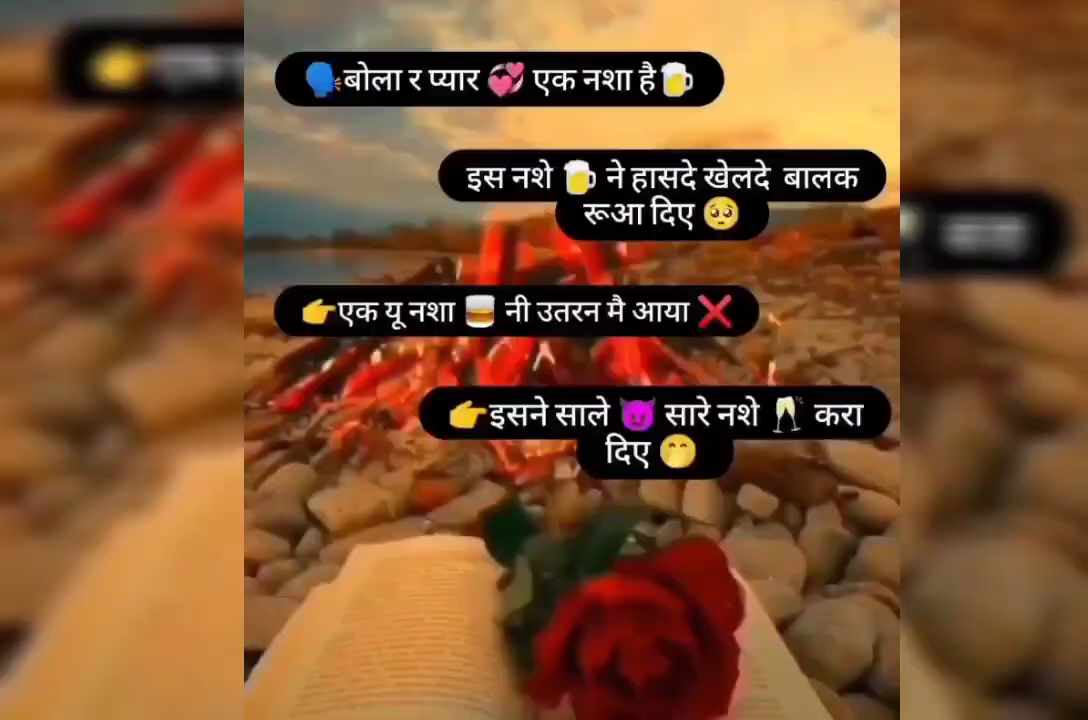 🗣️बोला र प्यार 💞 एक नशा है🍺
इस नशे 🍺 ने हासदे खेलदे बालक
रूआ दिए 🥺
👉एक यू नशा 🥃 नी उतरन मै आया ❌
👉इसने साले 😈 सारे नशे 🥂 करा
दिए 🤭